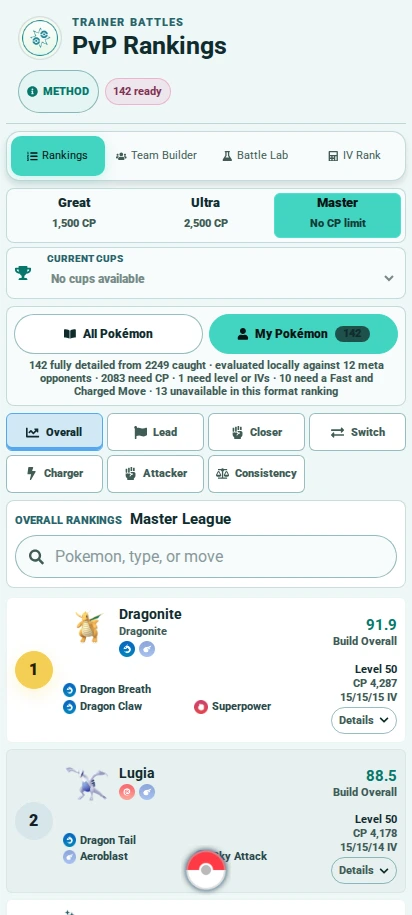 TRAINER BATTLES
PvP Rankings
METHOD
142 ready
Rankings
Team Builder
Battle Lab
IV Rank
Great
1,500 CP
Ultra
2,500 CP
Master
No CP limit
CURRENT CUPS
No cups available
All Pokémon
My Pokémon 142
142 fully detailed from 2249 caught · evaluated locally against 12 meta
opponents · 2083 need CP · 1 need level or IVs · 10 need a Fast and
Charged Move · 13 unavailable in this format ranking
Overall
Lead
Closer
Switch
Charger
Attacker
Consistency
OVERALL RANKINGS Master League
Pokemon, type, or move
1
Dragonite
Dragonite
Dragon Breath
Dragon Claw
Superpower
91.9
Build Overall
Level 50
CP 4,287
15/15/15 IV
Details
2
Lugia
Dragon Tail
Aeroblast
Attack
88.5
Build Overall
Level 50
CP 4,178
15/15/14 IV
Details